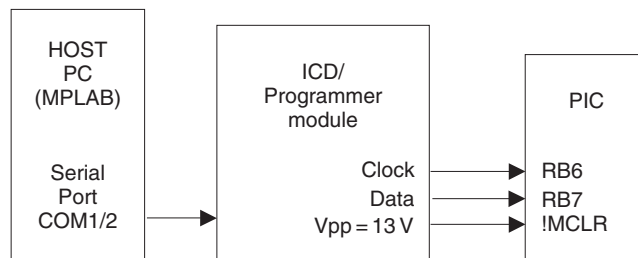 HOST
PC
(MPLAB)
Serial
Port
COM1/2
ICD/
Programmer
module
Clock
Data
Vpp = 13 V
PIC
RB6
RB7
!MCLR